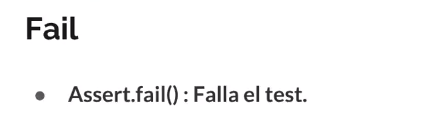 Fail
● Assert.fail() : Falla el test.